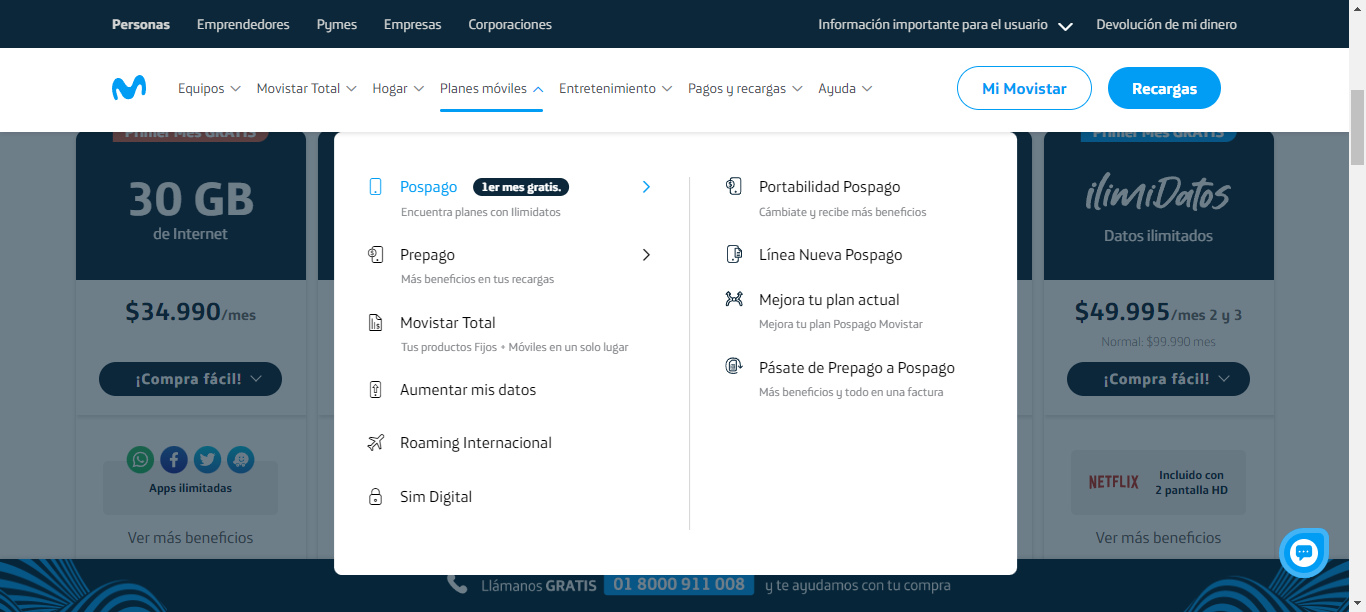 Personas Emprendedores Pymes Empresas Corporaciones Información importante para el usuario Devolución de mi dinero
Equipos Movistar Total Hogar Planes móviles Entretenimiento Pagos y recargas Ayuda Mi Movistar Recargas
Primer Mes GRATIS
30 GB
de Internet
$34.990/mes
¡Compra fácil!
Apps ilimitadas
Ver más beneficios
Pospago 1er mes gratis.
Encuentra planes con Ilimidatos
Prepago
Más beneficios en tus recargas
Movistar Total
Tus productos Fijos + Móviles en un solo lugar
Aumentar mis datos
Roaming Internacional
Sim Digital
Portabilidad Pospago
Cámbiate y recibe más beneficios
Línea Nueva Pospago
Mejora tu plan actual
Mejora tu plan Pospago Movistar
Pásate de Prepago a Pospago
Más beneficios y todo en una factura
Primer Mes GRATIS
ilimiDatos
Datos ilimitados
$49.995/mes 2 y 3
Normal: $99.990 mes
¡Compra fácil!
NETFLIX
Incluido con
2 pantalla HD
Ver más beneficios
Llámanos GRATIS 01 8000 911 008 y te ayudamos con tu compra